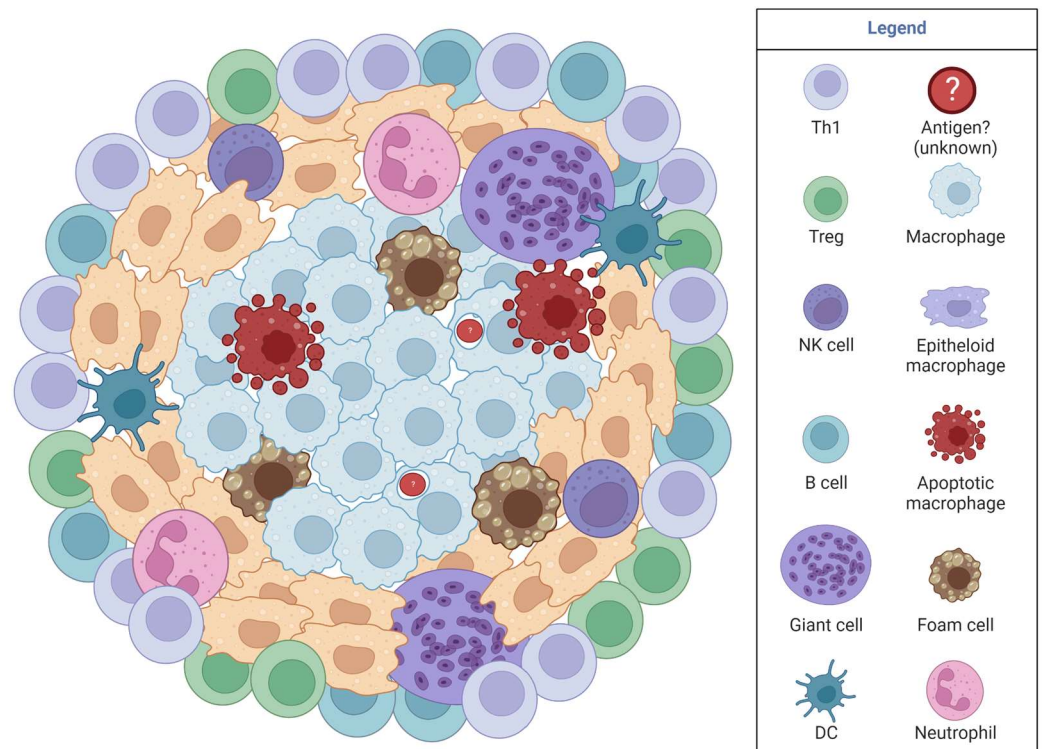 Legend
?
Th1
Antigen?
(unknown)
Treg
Macrophage
NK cell
Epitheloid
macrophage
B cell
Apoptotic
macrophage
Giant cell
Foam cell
DC
Neutrophil
?
?